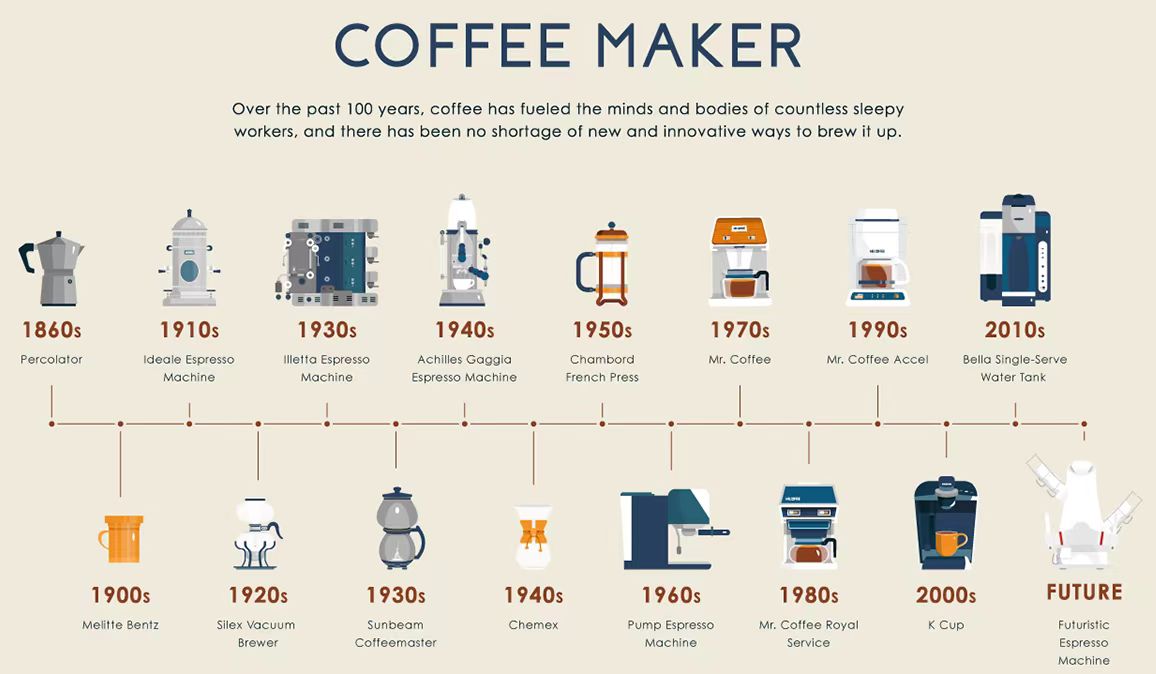 COFFEE MAKER
Over the past 100 years, coffee has fueled the minds and bodies of countless sleepy
workers, and there has been no shortage of new and innovative ways to brew it up.
1860s
Percolator
1910s
Ideale Espresso
Machine
1930s
Illetta Espresso
Machine
1940s
Achilles Gaggia
Espresso Machine
1950s
Chambord
French Press
1970s
Mr. Coffee
1990s
Mr. Coffee Accel
2010s
Bella Single-Serve
Water Tank
1900s
Melitte Bentz
1920s
Silex Vacuum
Brewer
1930s
Sunbeam
Coffeemaster
1940s
Chemex
1960s
Pump Espresso
Machine
1980s
Mr. Coffee Royal
Service
2000s
K Cup
FUTURE
Futuristic
Espresso
Machine